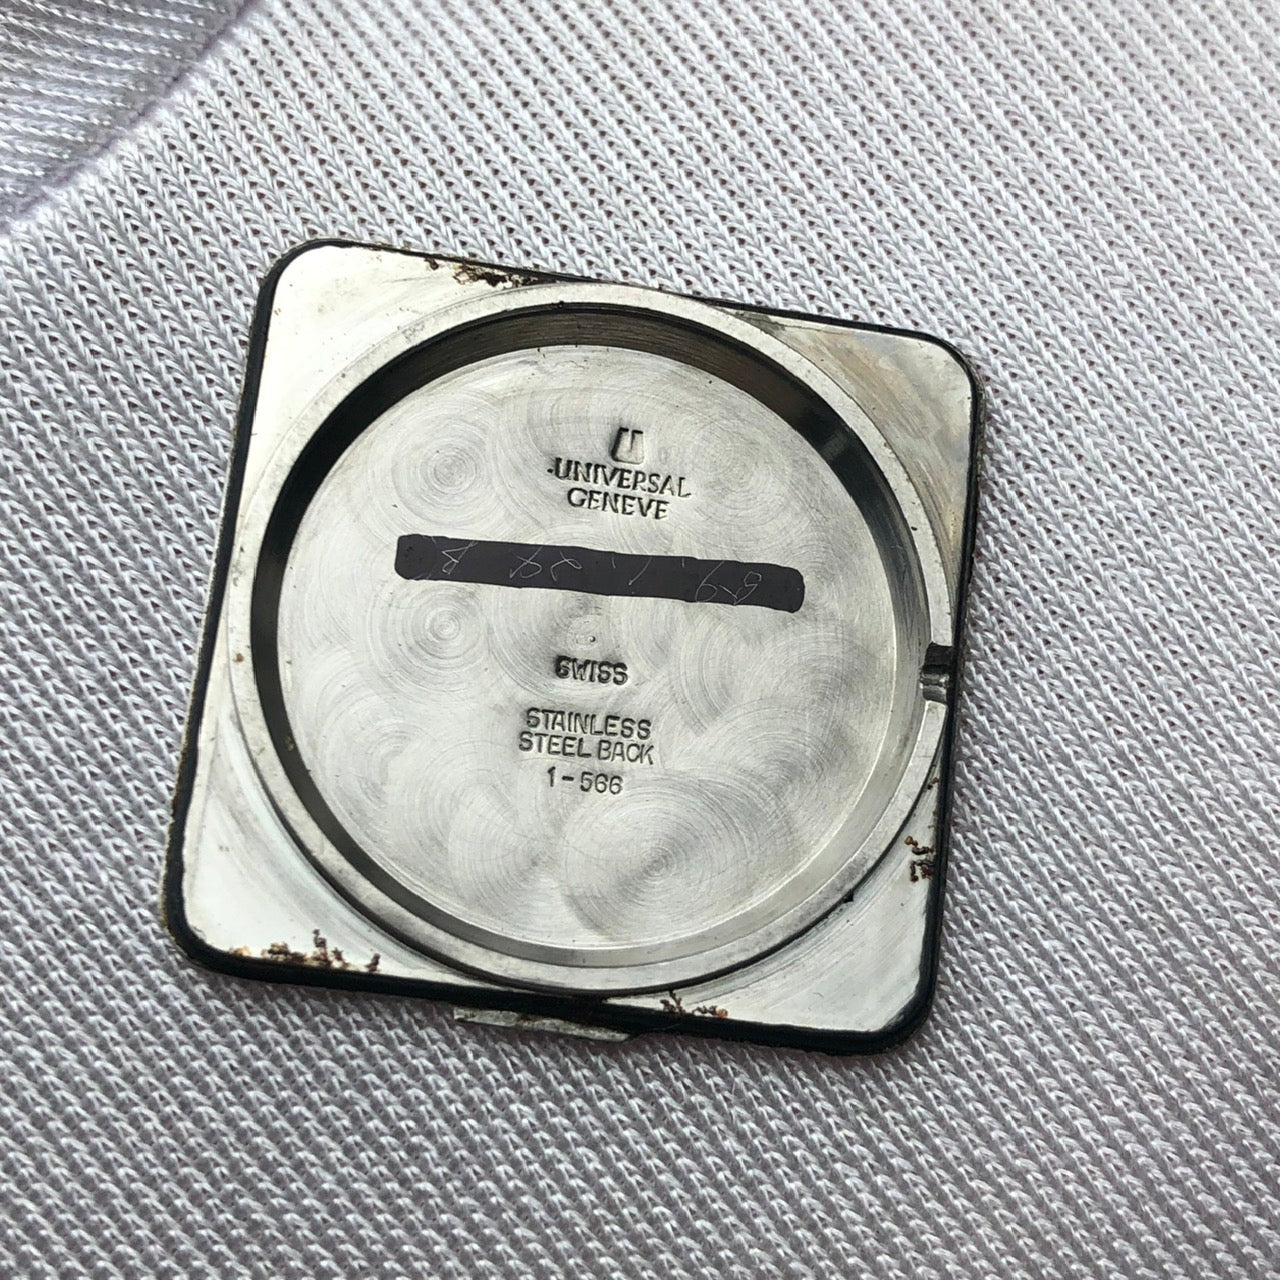 U
UNIVERSAL
GENEVE
SWISS
STAINLESS
STEEL BACK
1-566